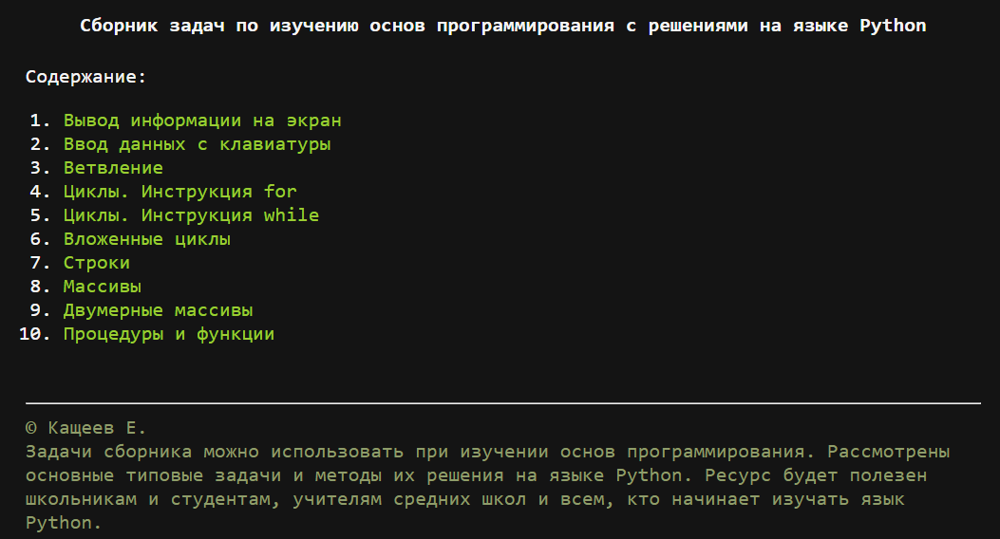 Сборник задач по изучению основ программирования с решениями на языке Python
Содержание:
1. Вывод информации на экран
2. Ввод данных с клавиатуры
3. Ветвление
4. Циклы. Инструкция for
5. Циклы. Инструкция while
6. Вложенные циклы
7. Строки
8. Массивы
9. Двумерные массивы
10. Процедуры и функции
© Кащеев Е.
Задачи сборника можно использовать при изучении основ программирования. Рассмотрены
основные типовые задачи и методы их решения на языке Python. Ресурс будет полезен
школьникам и студентам, учителям средних школ и всем, кто начинает изучать язык
Python.